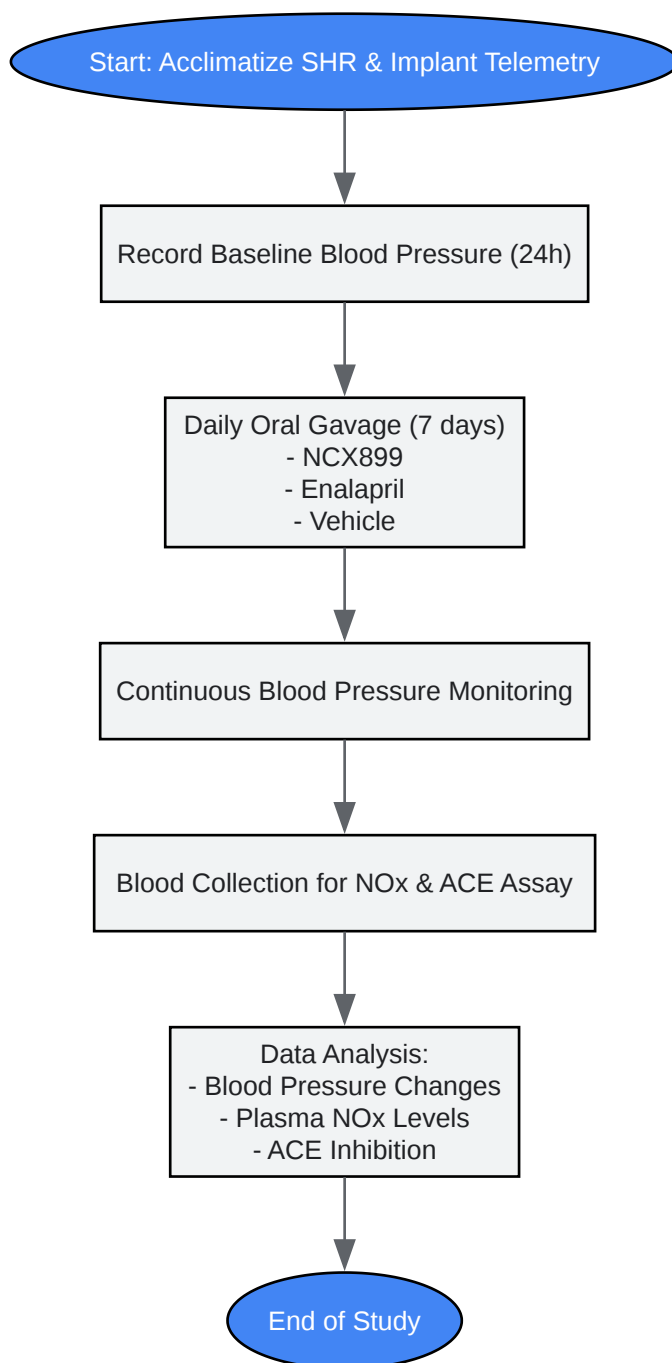 Start: Acclimatize SHR & Implant Telemetry
Record Baseline Blood Pressure (24h)
Daily Oral Gavage (7 days)
- NCX899
- Enalapril
- Vehicle
Continuous Blood Pressure Monitoring
Blood Collection for NOx & ACE Assay
Data Analysis:
- Blood Pressure Changes
- Plasma NOx Levels
- ACE Inhibition
End of Study